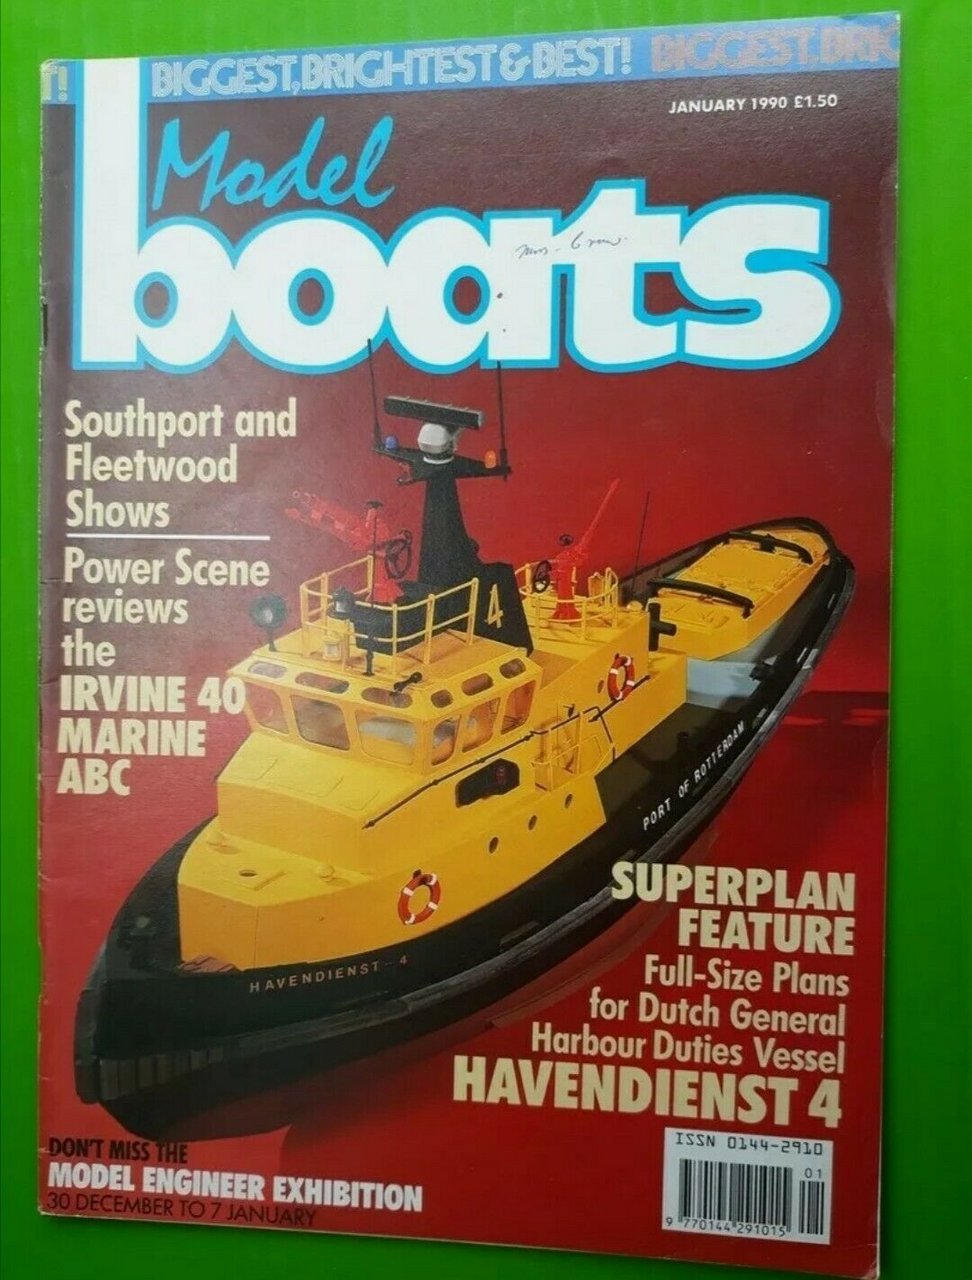 T! BIGGEST, BRIGHTEST & BEST! BIGGEST, BRIG
JANUARY 1990 £1.50
Model
boats
Southport and
Fleetwood
Shows
Power Scene
reviews
the
IRVINE 40
MARINE
ABC
4
PORT OF ROTTERDAM
HAVENDIENST-4
SUPERPLAN
FEATURE
Full-Size Plans
for Dutch General
Harbour Duties Vessel
HAVENDIENST 4
DON'T MISS THE
MODEL ENGINEER EXHIBITION
30 DECEMBER TO 7 JANUARY
ISSN 0144-2910
01
9 770144 291015